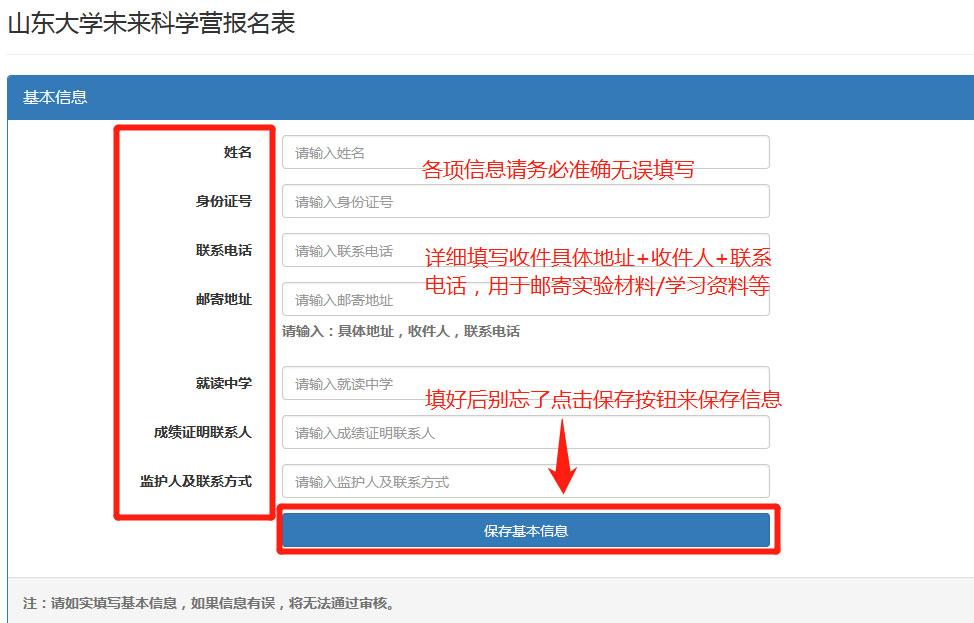 山东大学未来科学营报名表
基本信息
姓名
请输入姓名
各项信息请务必准确无误填写
身份证号
请输入身份证号
联系电话
请输入联系电话
详细填写收件具体地址+收件人+联系
电话，用于邮寄实验材料/学习资料等
邮寄地址
请输入邮寄地址
请输入：具体地址，收件人，联系电话
就读中学
请输入就读中学
填好后别忘了点击保存按钮来保存信息
成绩证明联系人
请输入成绩证明联系人
监护人及联系方式
请输入监护人及联系方式
保存基本信息
注：请如实填写基本信息，如果信息有误，将无法通过审核。